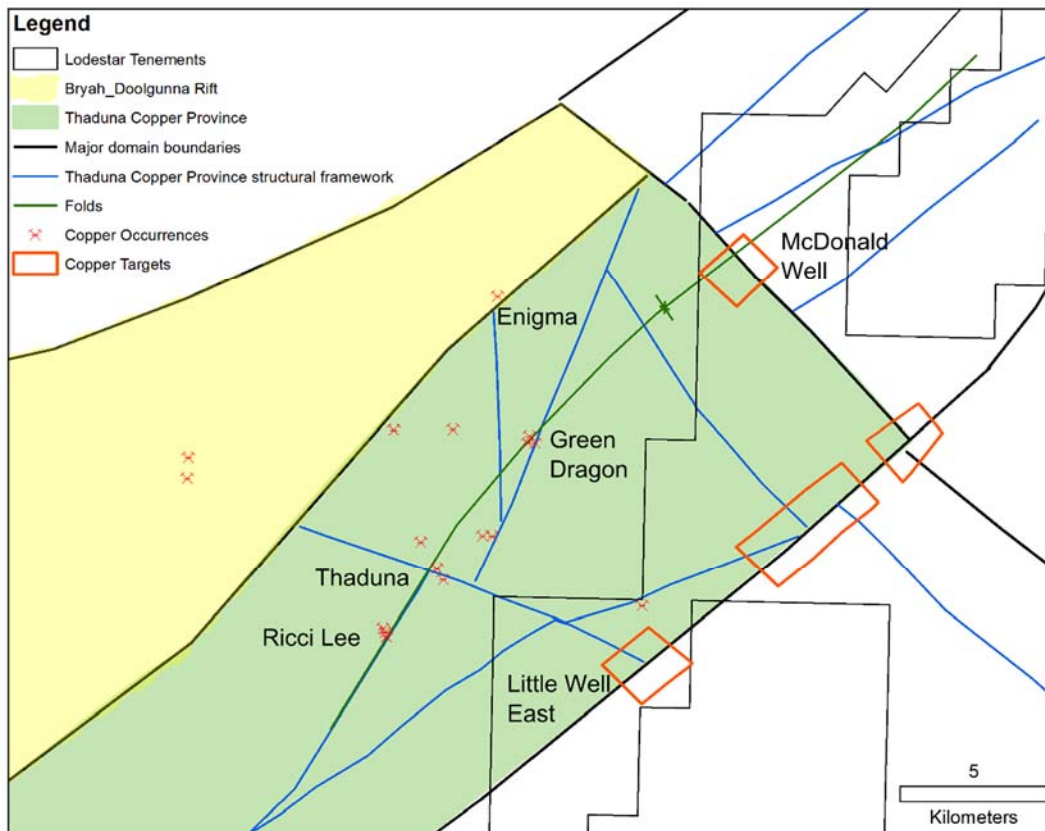 Legend
Lodestar Tenements
Bryah_Doolgunna Rift
Thaduna Copper Province
Major domain boundaries
Thaduna Copper Province structural framework
Folds
Copper Occurrences
Copper Targets
McDonald
Well
Enigma
Green
Dragon
Thaduna
Ricci Lee
Little Well
East
5
Kilometers